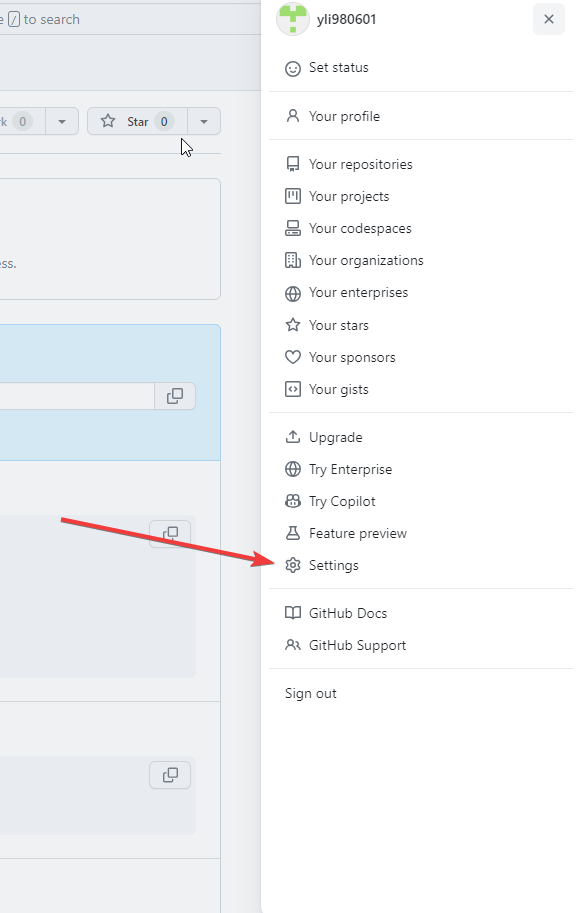 / to search
yli980601
Set status
Your profile
0
Star 0
Your repositories
Your projects
Your codespaces
Your organizations
Your enterprises
Your stars
Your sponsors
Your gists
Upgrade
Try Enterprise
Try Copilot
Feature preview
Settings
GitHub Docs
GitHub Support
Sign out